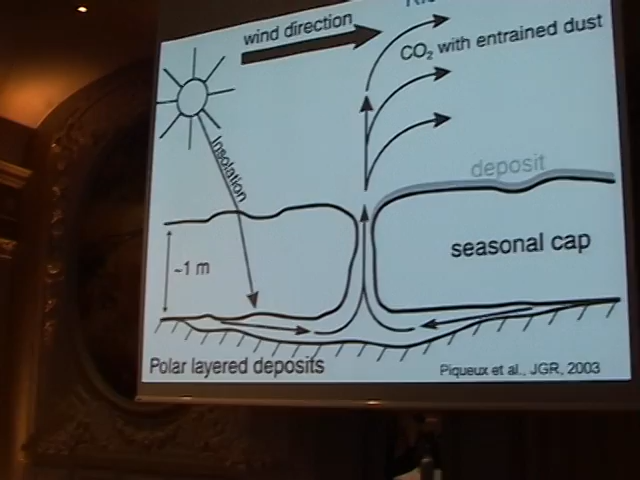 wind direction
CO₂ with entrained dust
Insolation
deposit
~1 m
seasonal cap
Polar layered deposits
Piqueux et al., JGR, 2003